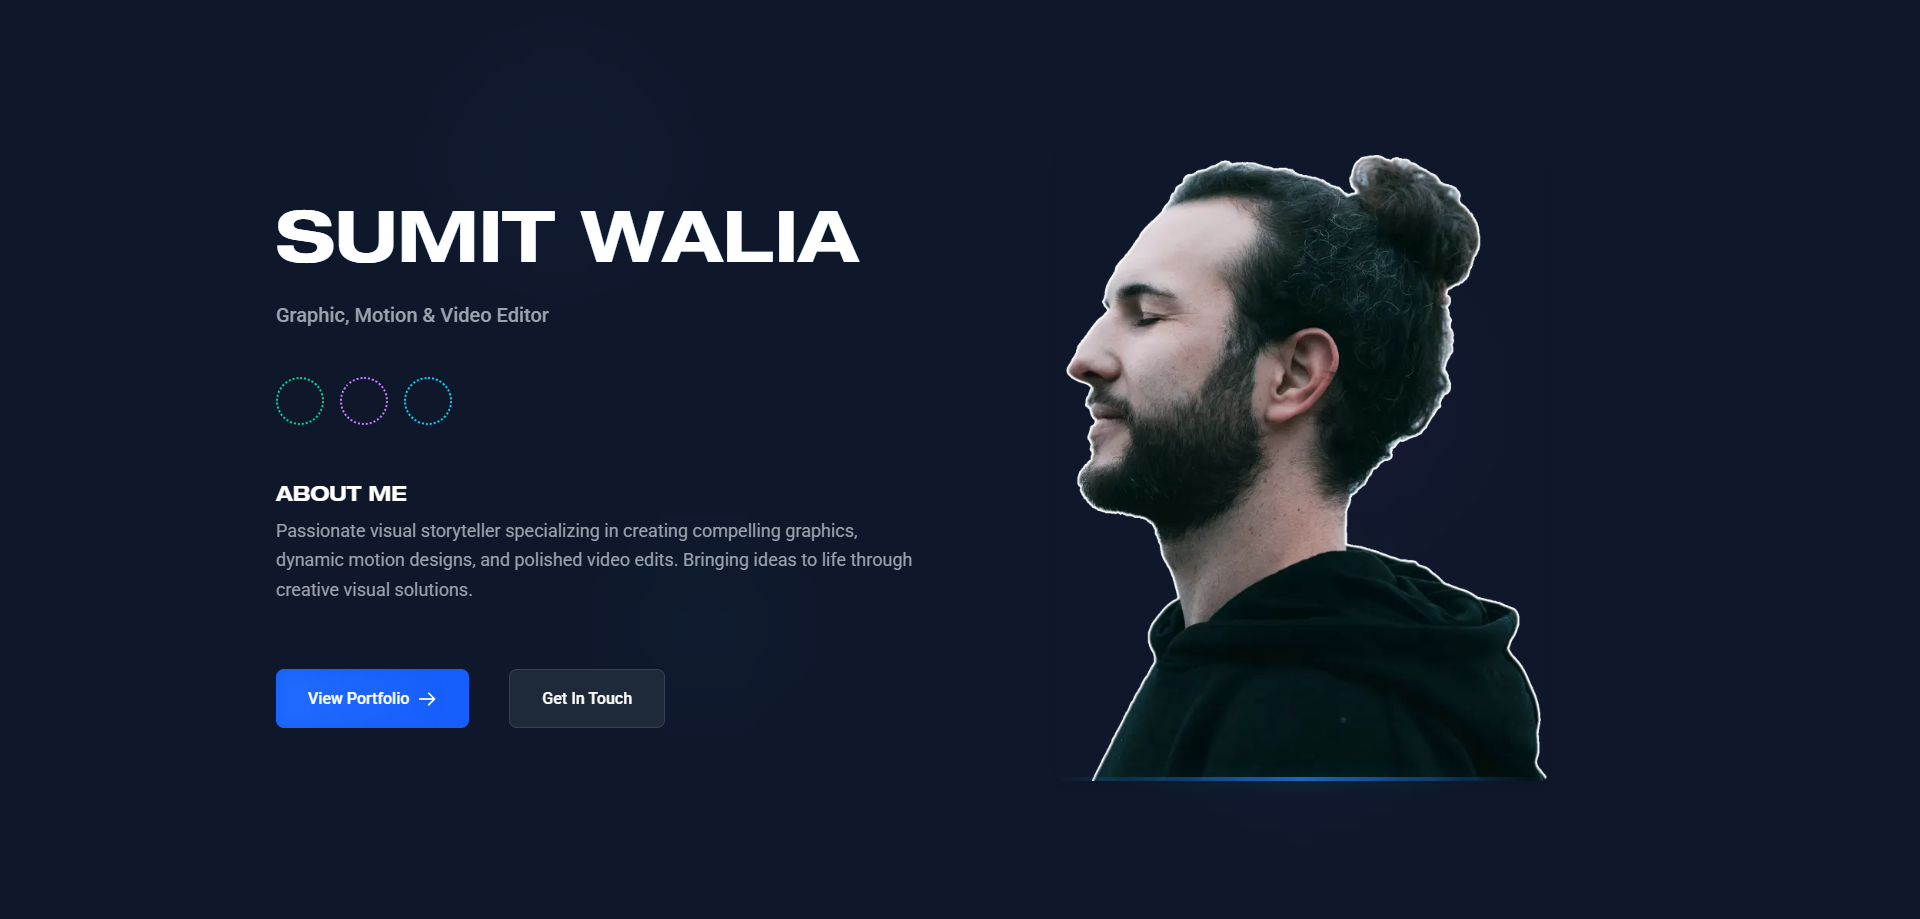 SUMIT WALIA
Graphic, Motion & Video Editor
ABOUT ME
Passionate visual storyteller specializing in creating compelling graphics,
dynamic motion designs, and polished video edits. Bringing ideas to life through
creative visual solutions.
View Portfolio →
Get In Touch